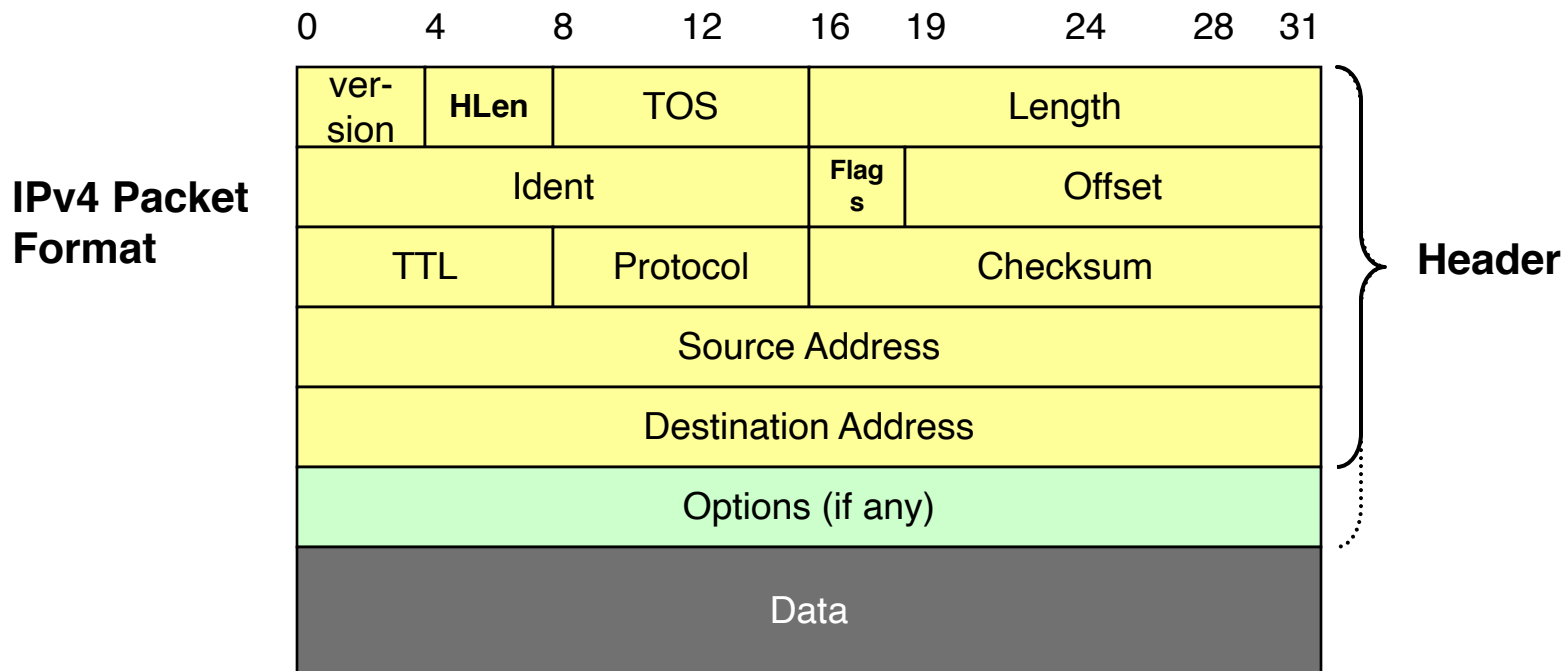 0 4 8 12 16 19 24 28 31
ver-
sion
HLen
TOS
Length
IPv4 Packet
Format
Ident
Flag
s
Offset
TTL
Protocol
Checksum
Header
Source Address
Destination Address
Options (if any)
Data